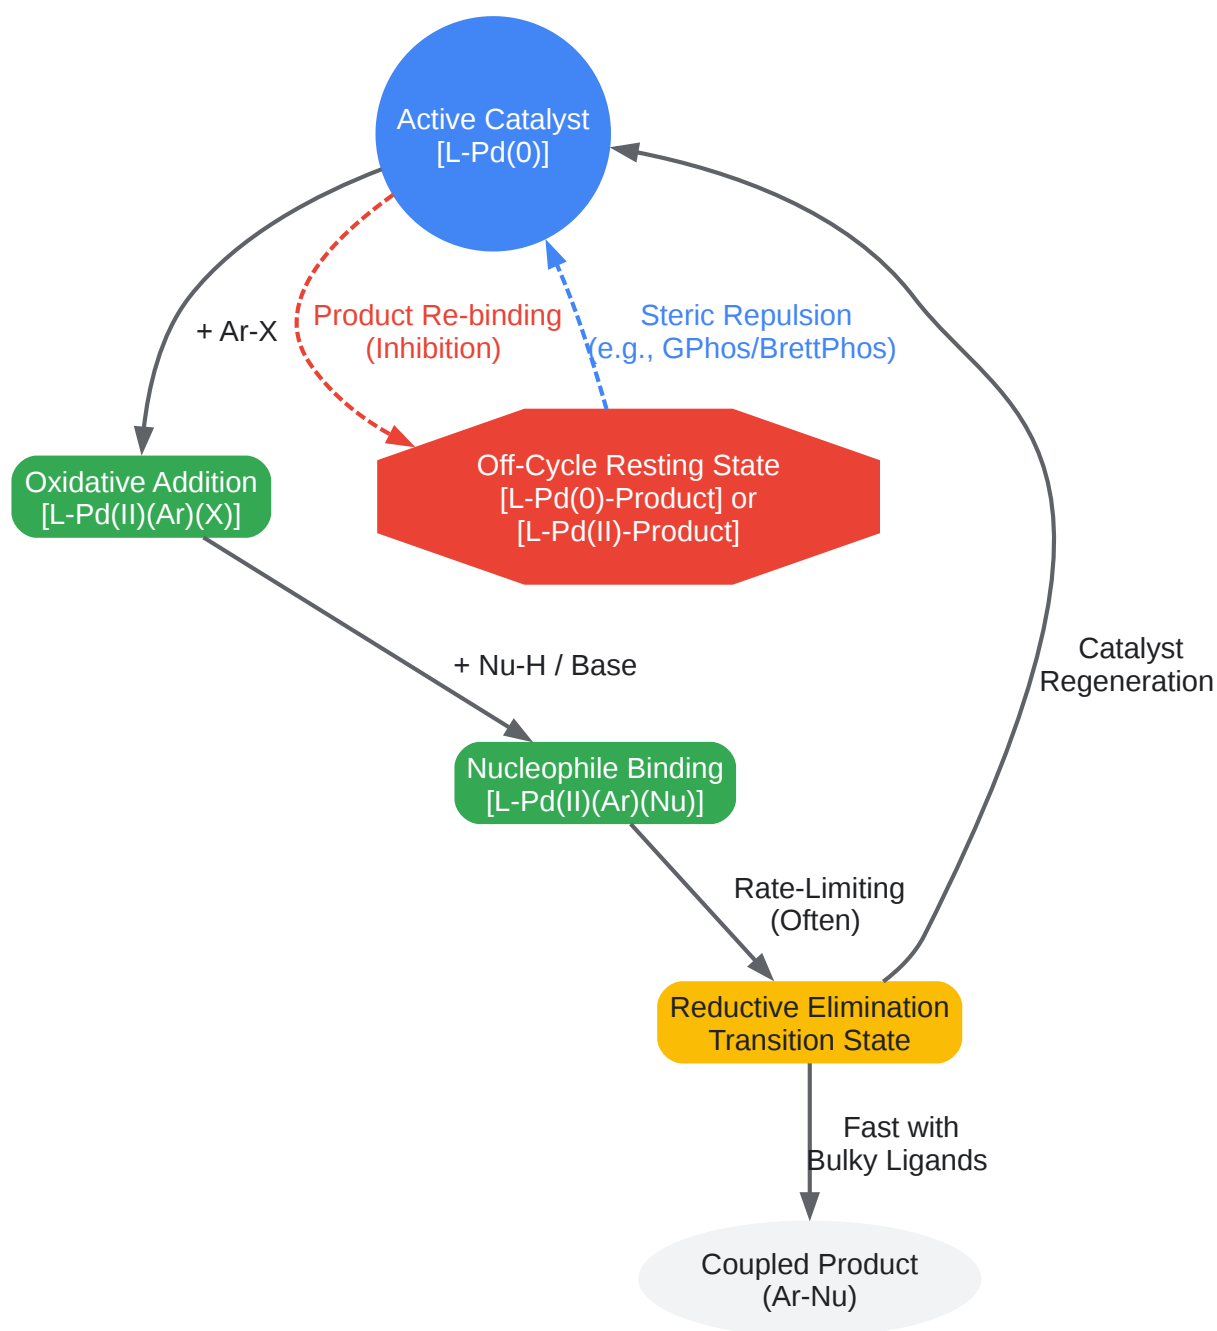 Active Catalyst
[L-Pd(0)]
+ Ar-X
Product Re-binding
(Inhibition)
Steric Repulsion
(e.g., GPhos/BrettPhos)
Oxidative Addition
[L-Pd(II)(Ar)(X)]
Off-Cycle Resting State
[L-Pd(0)-Product] or
[L-Pd(II)-Product]
+ Nu-H / Base
Catalyst
Regeneration
Nucleophile Binding
[L-Pd(II)(Ar)(Nu)]
Rate-Limiting
(Often)
Reductive Elimination
Transition State
Fast with
Bulky Ligands
Coupled Product
(Ar-Nu)